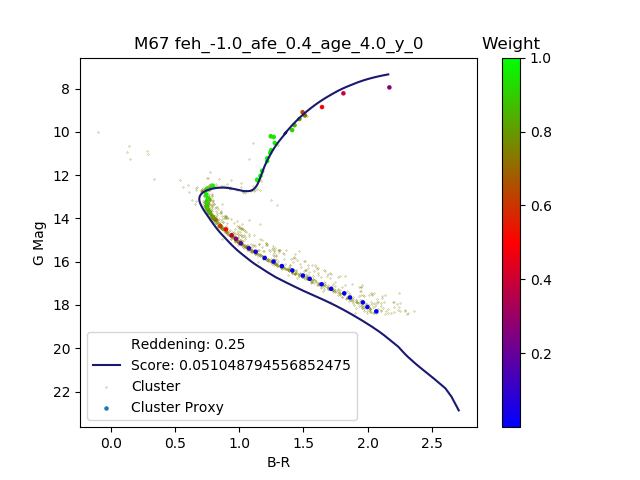 M67 feh_-1.0_afe_0.4_age_4.0_y_0
Weight
G Mag
8
10
12
14
16
18
20
22
1.0
0.8
0.6
0.4
0.2
Reddening: 0.25
Score: 0.051048794556852475
Cluster
Cluster Proxy
0.0 0.5 1.0 1.5 2.0 2.5
B-R